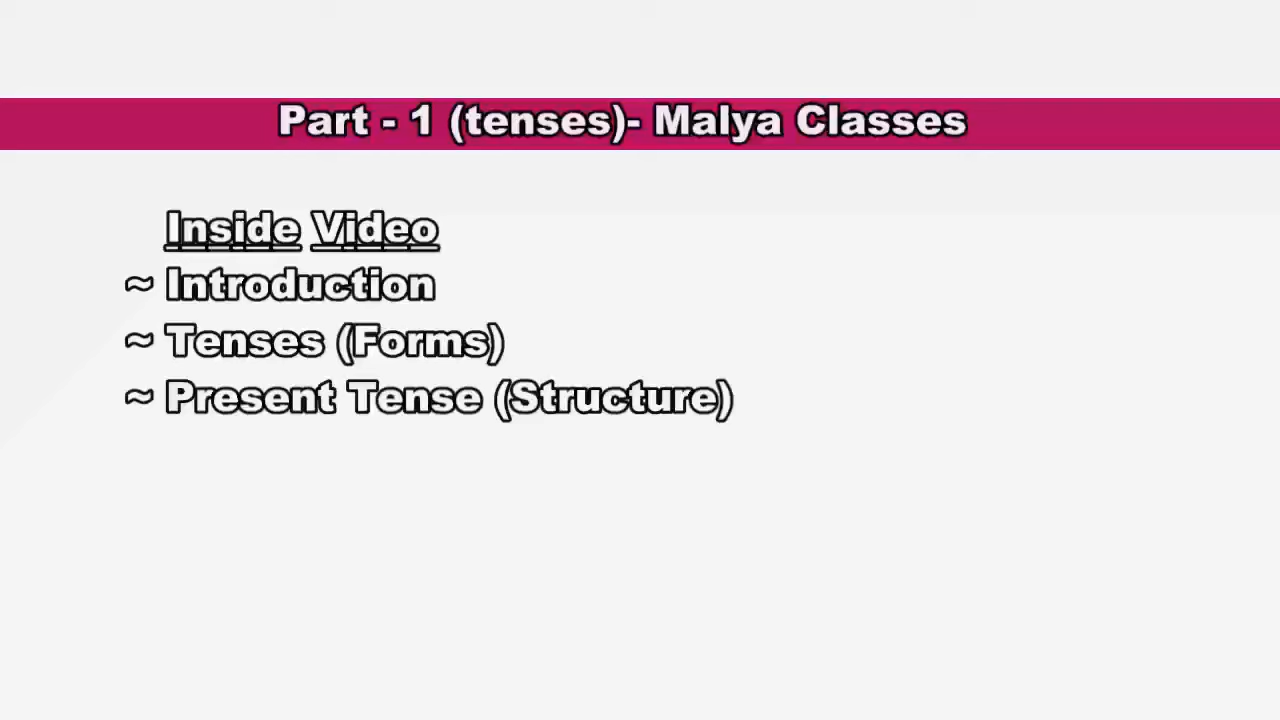 Part - 1 (tenses)- Malya Classes
Inside Video
~ Introduction
~ Tenses (Forms)
~ Present Tense (Structure)